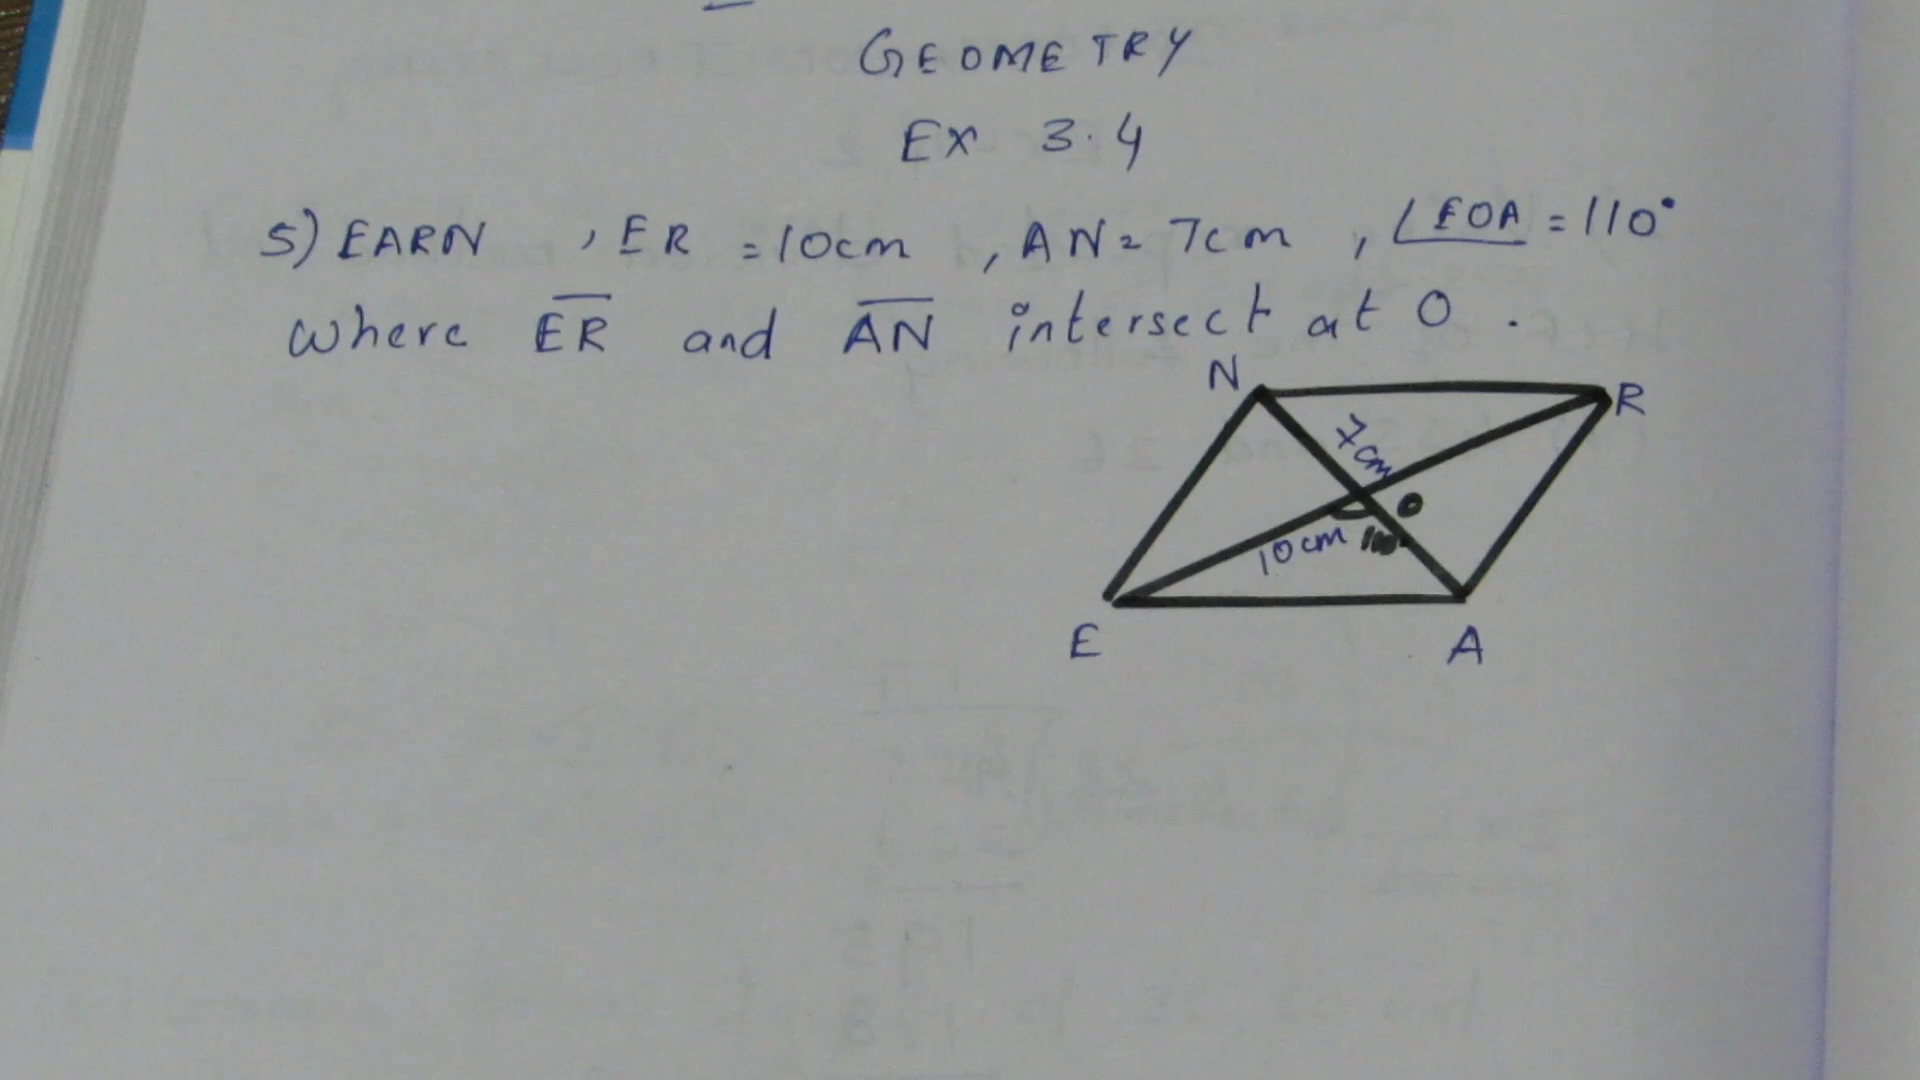 GEOMETRY
EX 3.4
5) EARN , ER = 10cm , AN = 7cm , ∠EOA = 110°
where ER and AN intersect at O .
N
R
7cm
O
10cm 110°
E
A